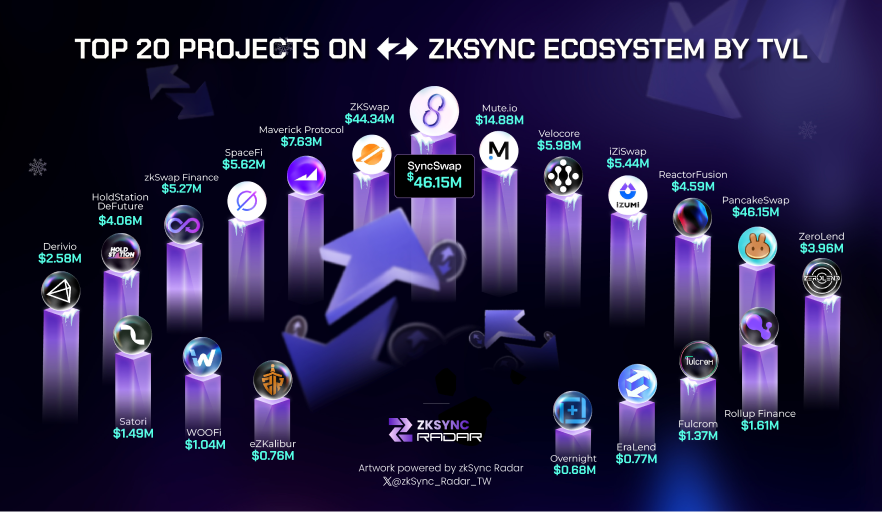 TOP 20 PROJECTS ON ZKSYNC ECOSYSTEM BY TVL
SyncSwap
$46.15M
ZKSwap
$44.34M
Mute.io
$14.88M
Maverick Protocol
$7.63M
Velocore
$5.98M
SpaceFi
$5.62M
iZiSwap
$5.44M
zkSwap Finance
$5.27M
ReactorFusion
$4.59M
HoldStation
DeFuture
$4.06M
PancakeSwap
$46.15M
Derivio
$2.58M
ZeroLend
$3.96M
M
iZUMi
HOLD
STATION
ZEROLEND
Fulcrom
Satori
$1.49M
WOOFi
$1.04M
eZKalibur
$0.76M
Overnight
$0.68M
EraLend
$0.77M
Fulcrom
$1.37M
Rollup Finance
$1.61M
ZKSYNC
RADAR
Artwork powered by zkSync Radar
X@zkSync_Radar_TW